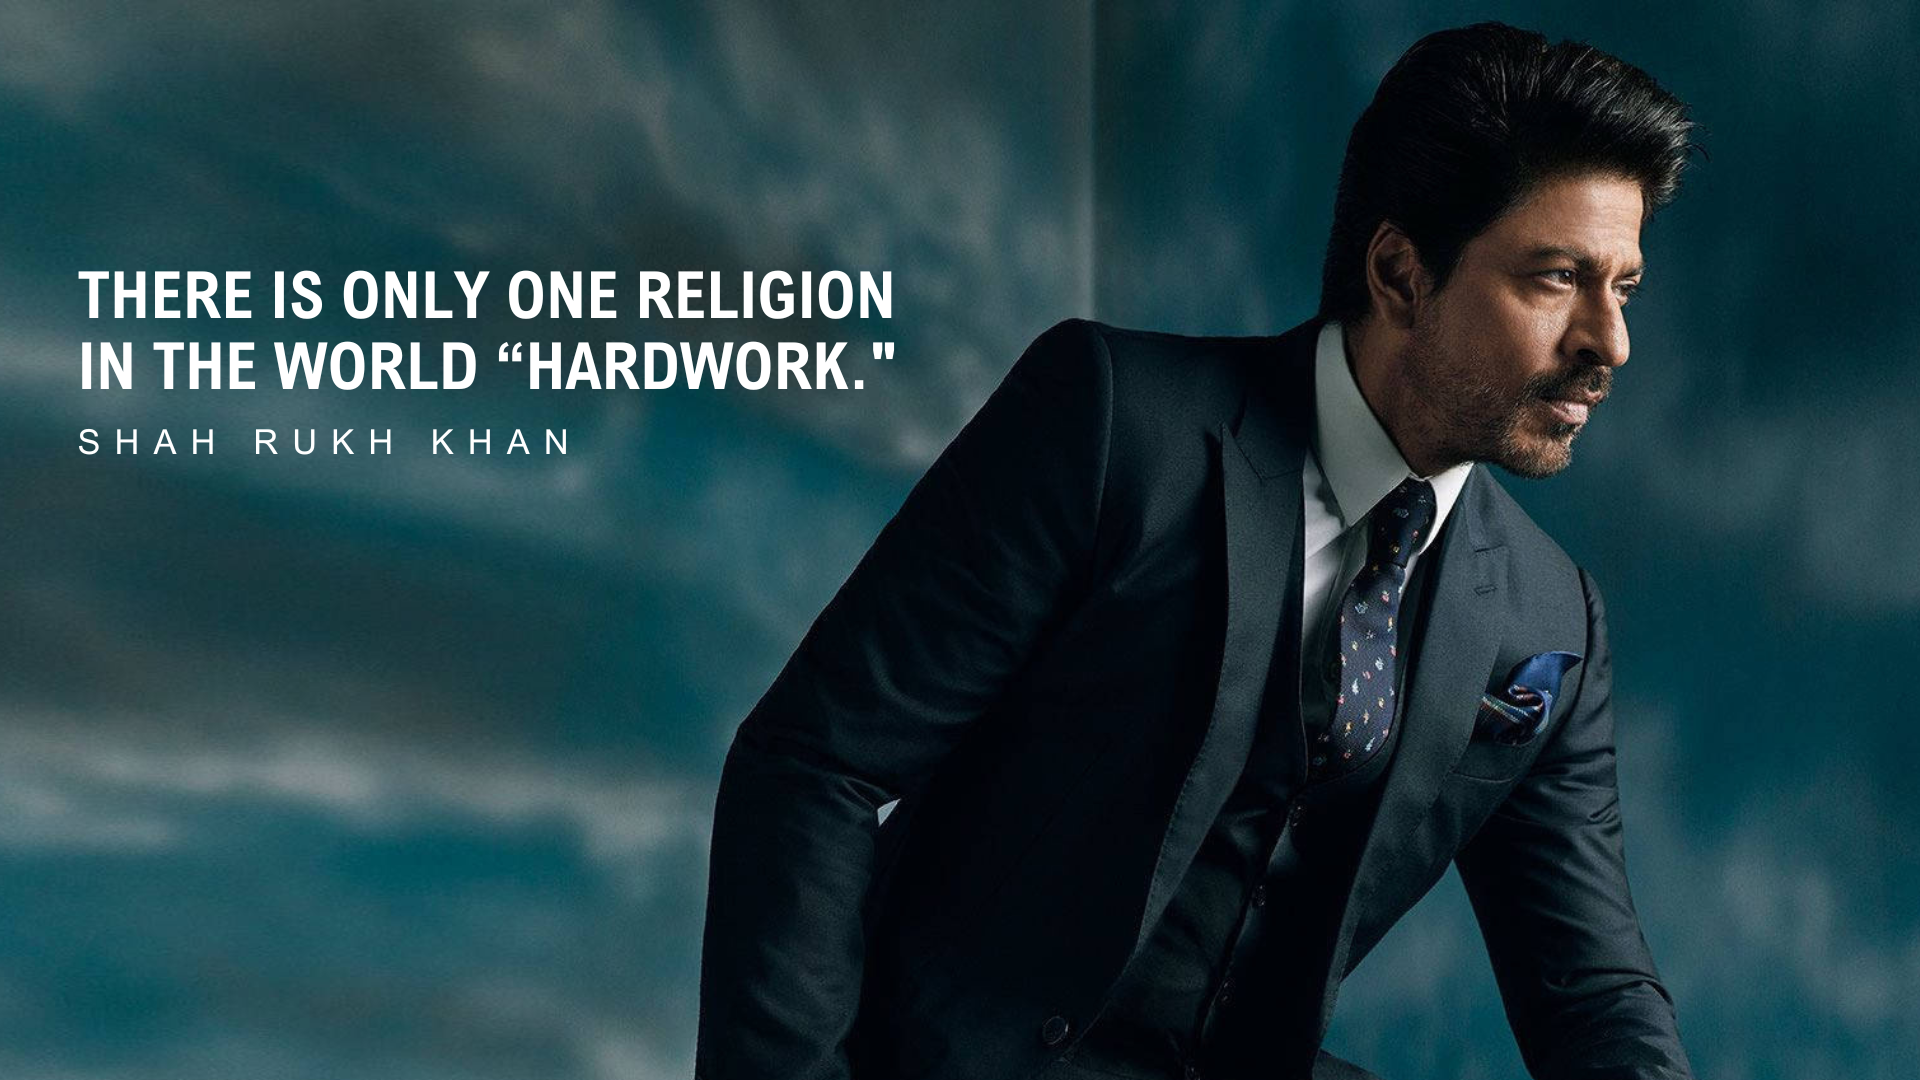 THERE IS ONLY ONE RELIGION
IN THE WORLD “HARDWORK."
SHAH RUKH KHAN